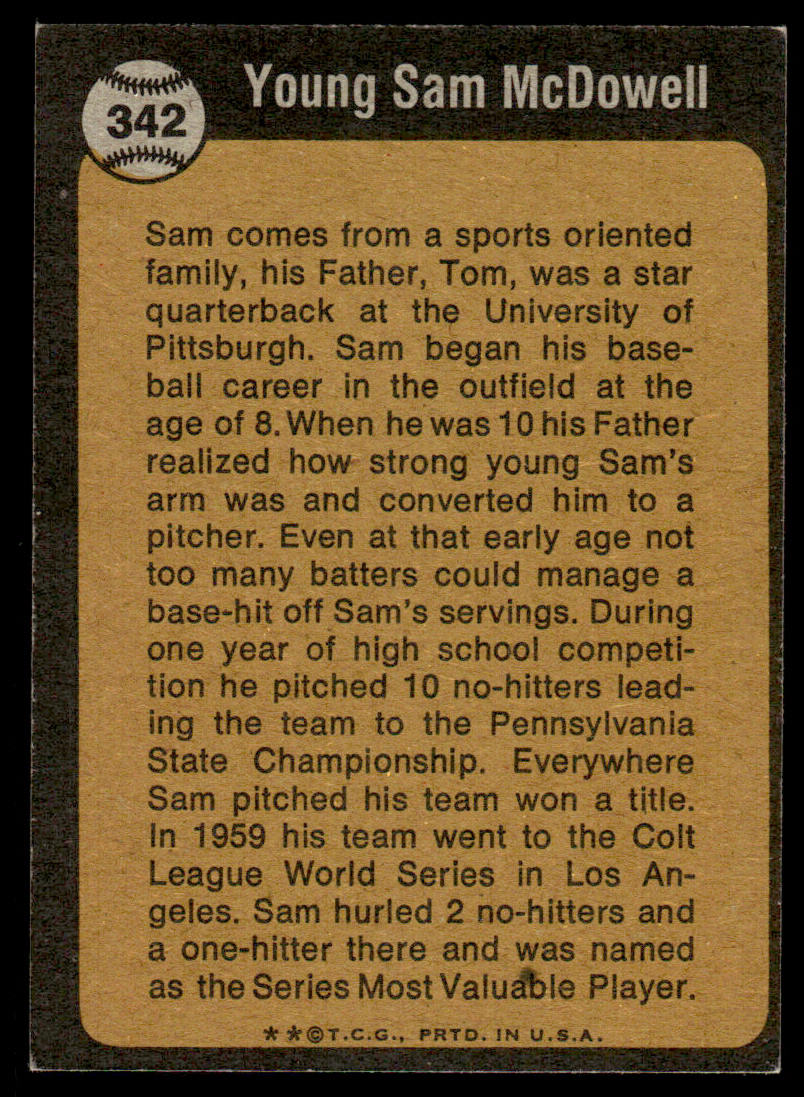 342
Young Sam McDowell
Sam comes from a sports oriented
family, his Father, Tom, was a star
quarterback at the University of
Pittsburgh. Sam began his base-
ball career in the outfield at the
age of 8. When he was 10 his Father
realized how strong young Sam's
arm was and converted him to a
pitcher. Even at that early age not
too many batters could manage a
base-hit off Sam's servings. During
one year of high school competi-
tion he pitched 10 no-hitters lead-
ing the team to the Pennsylvania
State Championship. Everywhere
Sam pitched his team won a title.
In 1959 his team went to the Colt
League World Series in Los An-
geles. Sam hurled 2 no-hitters and
a one-hitter there and was named
as the Series Most Valuable Player.
**©T.C.G., PRTD. IN U.S.A.